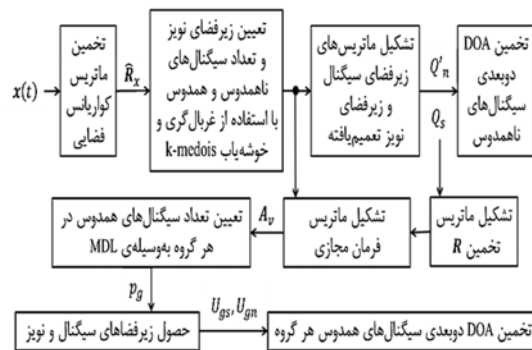 x(t)
تخمین
ماتریس
کواریانس
فضایی
R̂x
تعیین زیرفضای نویز
و تعداد سیگنال‌های
ناهمدوس و همدوس
با استفاده از غربال‌گری و
خوشه‌یاب k-medois
تشکیل ماتریس‌های
زیرفضای سیگنال
و زیرفضای
نویز تعمیم‌یافته
Q′n
Qs
تخمین DOA
دوبعدی
سیگنال‌های
ناهمدوس
تشکیل ماتریس
تخمین R
تشکیل ماتریس
فرمان مجازی
Av
تعیین تعداد سیگنال‌های همدوس در
هر گروه به‌وسیله‌ی MDL
pg
حصول زیرفضاهای سیگنال و نویز
Ugs, Ugn
تخمین DOA دوبعدی سیگنال‌های همدوس هر گروه